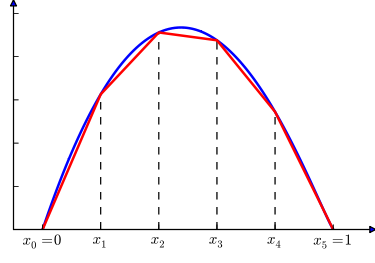 x₀ =0 x₁ x₂ x₃ x₄ x₅ =1